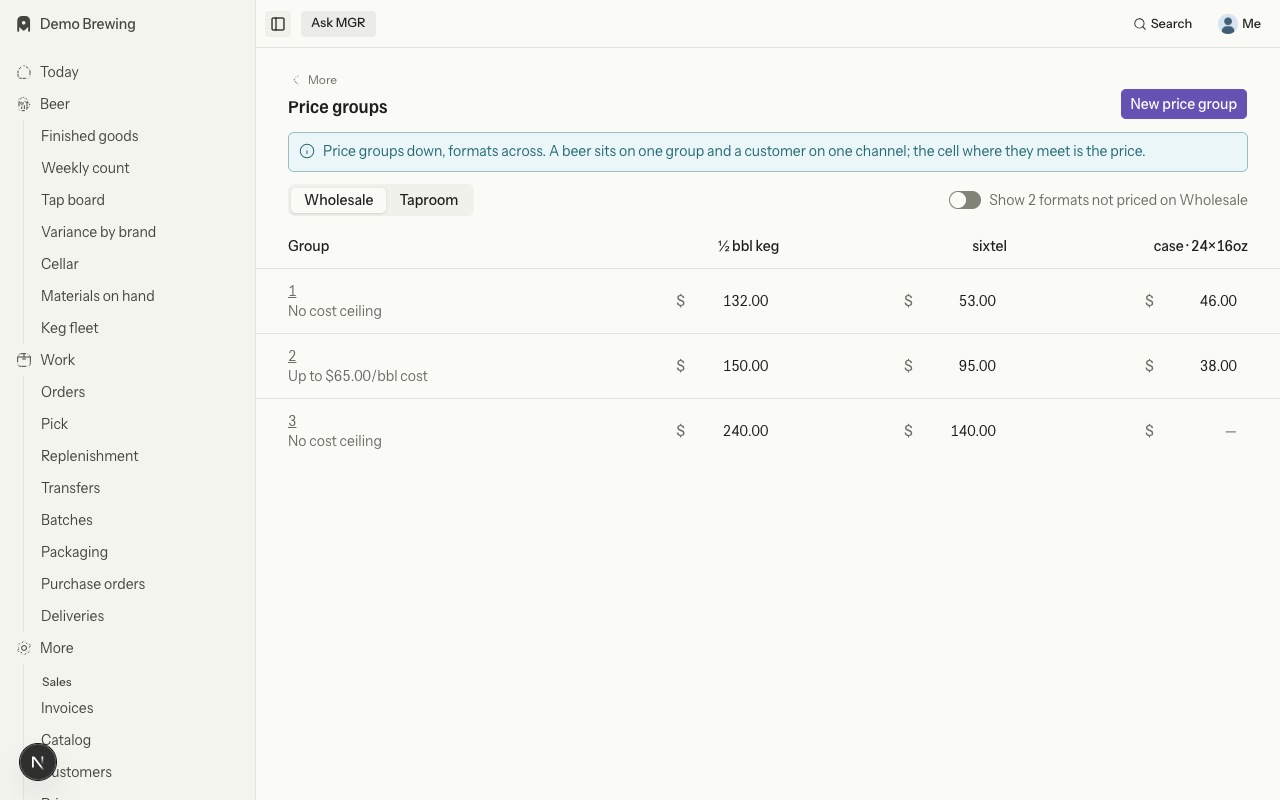 Demo Brewing
Ask MGR
Search
Me
Today
Beer
Finished goods
Weekly count
Tap board
Variance by brand
Cellar
Materials on hand
Keg fleet
Work
Orders
Pick
Replenishment
Transfers
Batches
Packaging
Purchase orders
Deliveries
More
Sales
Invoices
Catalog
N
More
Price groups
New price group
Price groups down, formats across. A beer sits on one group and a customer on one channel; the cell where they meet is the price.
Wholesale Taproom
Show 2 formats not priced on Wholesale
Group ½ bbl keg sixtel case · 24×16oz
1
No cost ceiling
$ 132.00 $ 53.00 $ 46.00
2
Up to $65.00/bbl cost
$ 150.00 $ 95.00 $ 38.00
3
No cost ceiling
$ 240.00 $ 140.00 $ —